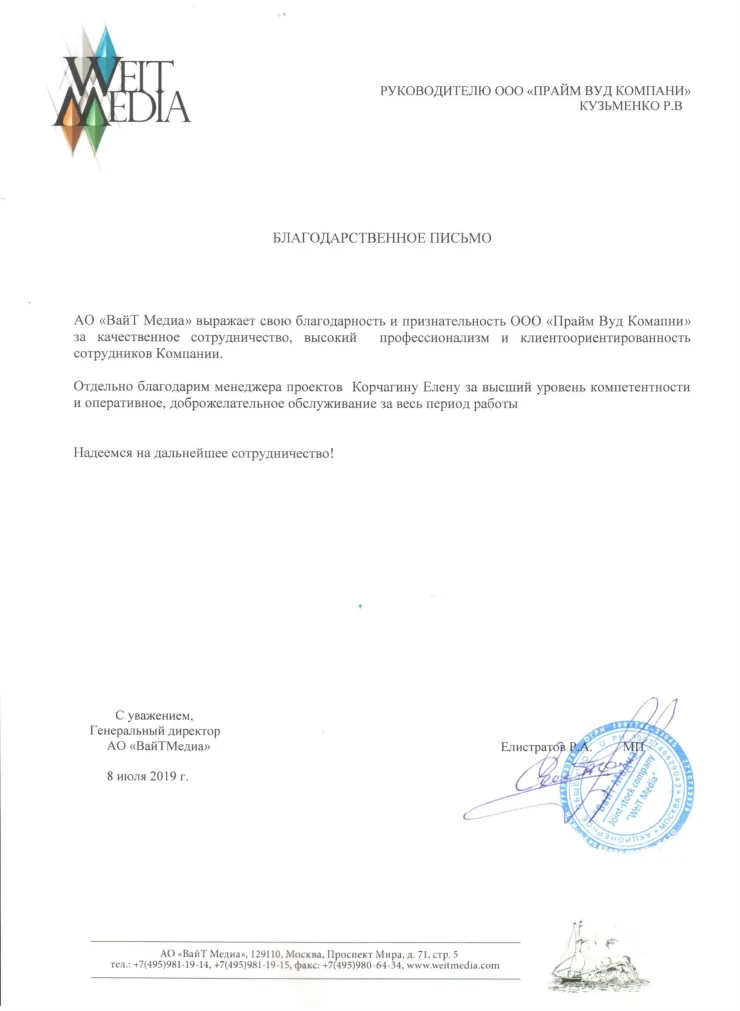 WEIT
MEDIA
РУКОВОДИТЕЛЮ ООО «ПРАЙМ ВУД КОМПАНИ»
КУЗЬМЕНКО Р.В
БЛАГОДАРСТВЕННОЕ ПИСЬМО
АО «ВайТ Медиа» выражает свою благодарность и признательность ООО «Прайм Вуд Комапни»
за качественное сотрудничество, высокий профессионализм и клиентоориентированность
сотрудников Компании.
Отдельно благодарим менеджера проектов Корчагину Елену за высший уровень компетентности
и оперативное, доброжелательное обслуживание за весь период работы
Надеемся на дальнейшее сотрудничество!
С уважением,
Генеральный директор
АО «ВайТМедиа»
8 июля 2019 г.
Елистратов Р.А. МП
АКЦИОНЕРНОЕ ОБЩЕСТВО
МОСКВА
"ВайТ Медиа"
Joint-stock company
"WeiT Media"
АО «ВайТ Медиа», 129110, Москва, Проспект Мира, д. 71, стр. 5
тел.: +7(495)981-19-14, +7(495)981-19-15, факс: +7(495)980-64-34, www.weitmedia.com